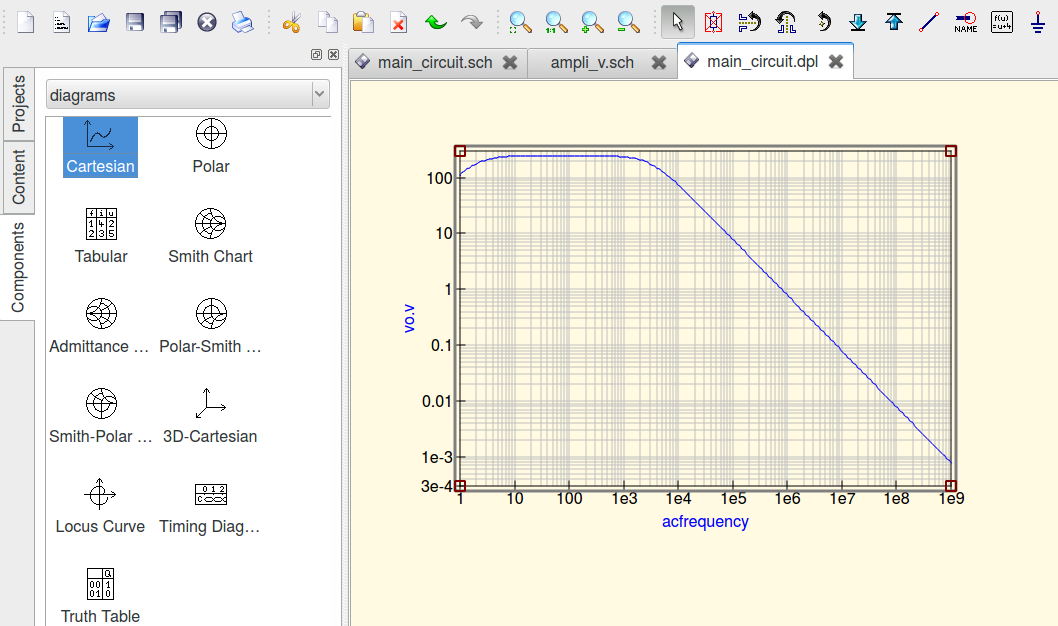 1:1
NAME
f(ω)
main_circuit.sch
ampli_v.sch
main_circuit.dpl
Projects
Content
Components
diagrams
Cartesian
Polar
Tabular
Smith Chart
Admittance ...
Polar-Smith ...
Smith-Polar ...
3D-Cartesian
Locus Curve
Timing Diag...
Truth Table
100
10
1
0.1
0.01
1e-3
3e-4
1 10 100 1e3 1e4 1e5 1e6 1e7 1e8 1e9
vo.v
acfrequency